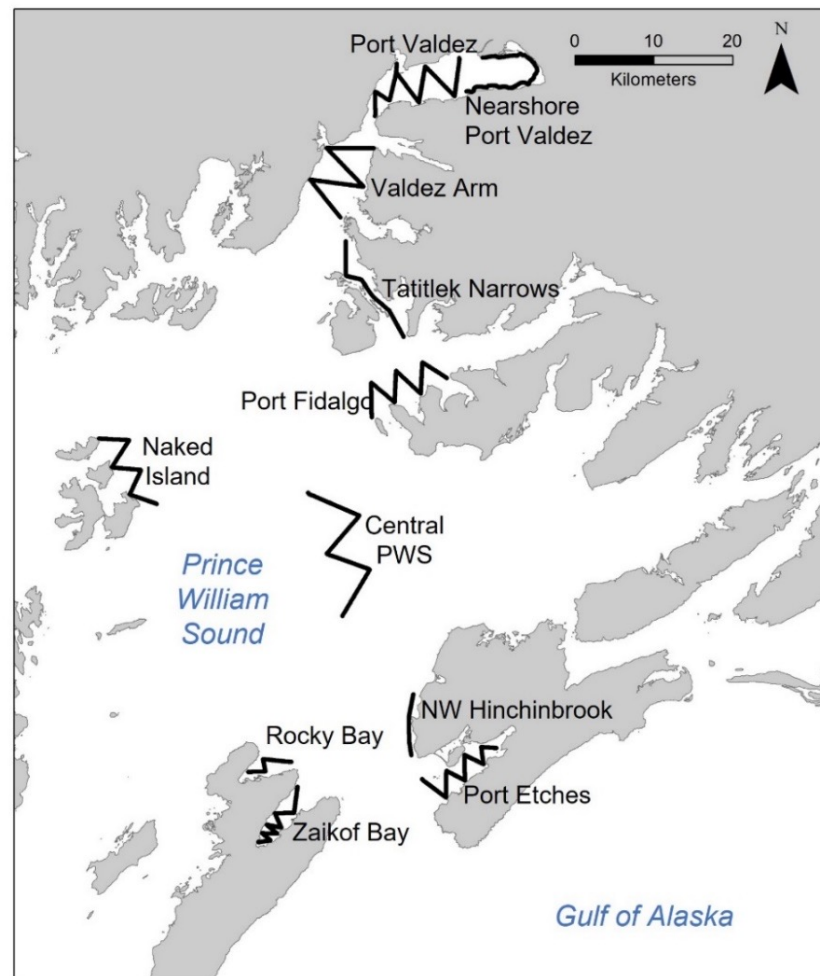 Port Valdez
0 10 20
Kilometers
N
Nearshore
Port Valdez
Valdez Arm
Tatitlek Narrows
Port Fidalgo
Naked
Island
Central
PWS
Prince
William
Sound
NW Hinchinbrook
Rocky Bay
Port Etches
Zaikof Bay
Gulf of Alaska